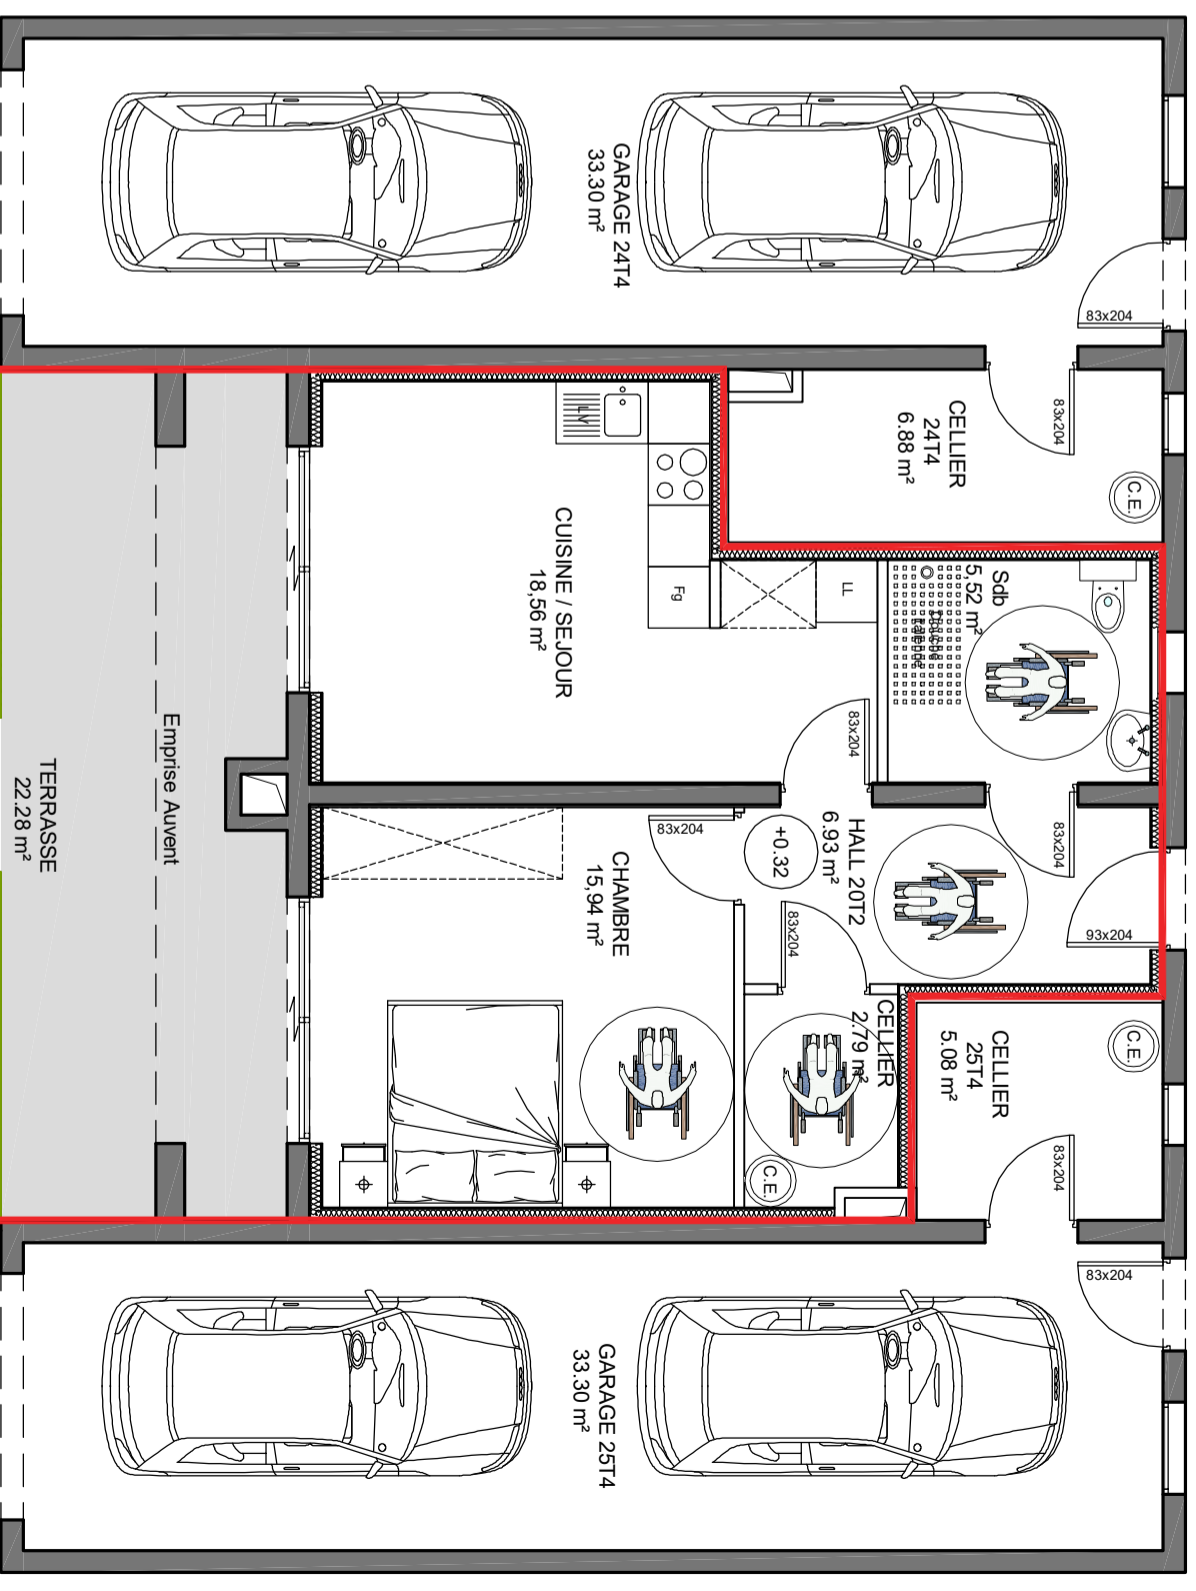 GARAGE 24T4
33.30 m²
83x204
83x204
CELLIER
24T4
6.88 m²
C.E.
LV
CUISINE / SEJOUR
18,56 m²
Fg
LL
Sdb
5,52 m²
Douche
italienne
83x204
83x204
93x204
HALL 20T2
6.93 m²
+0.32
83x204
83x204
CHAMBRE
15,94 m²
CELLIER
2.79 m²
C.E.
C.E.
CELLIER
25T4
5.08 m²
83x204
83x204
Emprise Auvent
TERRASSE
22.28 m²
GARAGE 25T4
33.30 m²